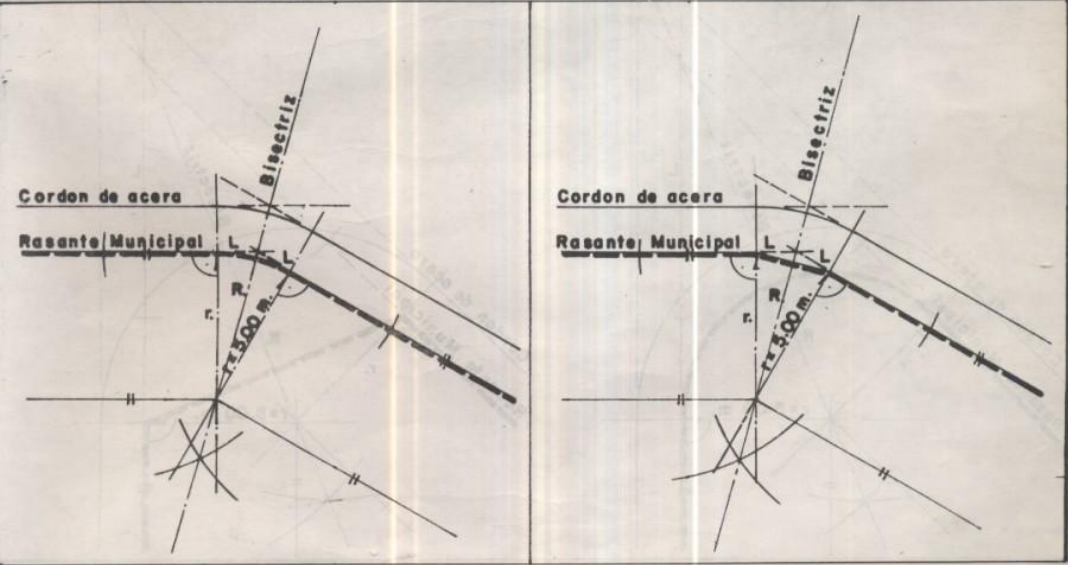 Bisectriz
Cordon de acera
Rasante Municipal
L
L
R
r.
r = 5.00 m.
Bisectriz
Cordon de acera
Rasante Municipal
L
L
R
r.
r = 5.00 m.